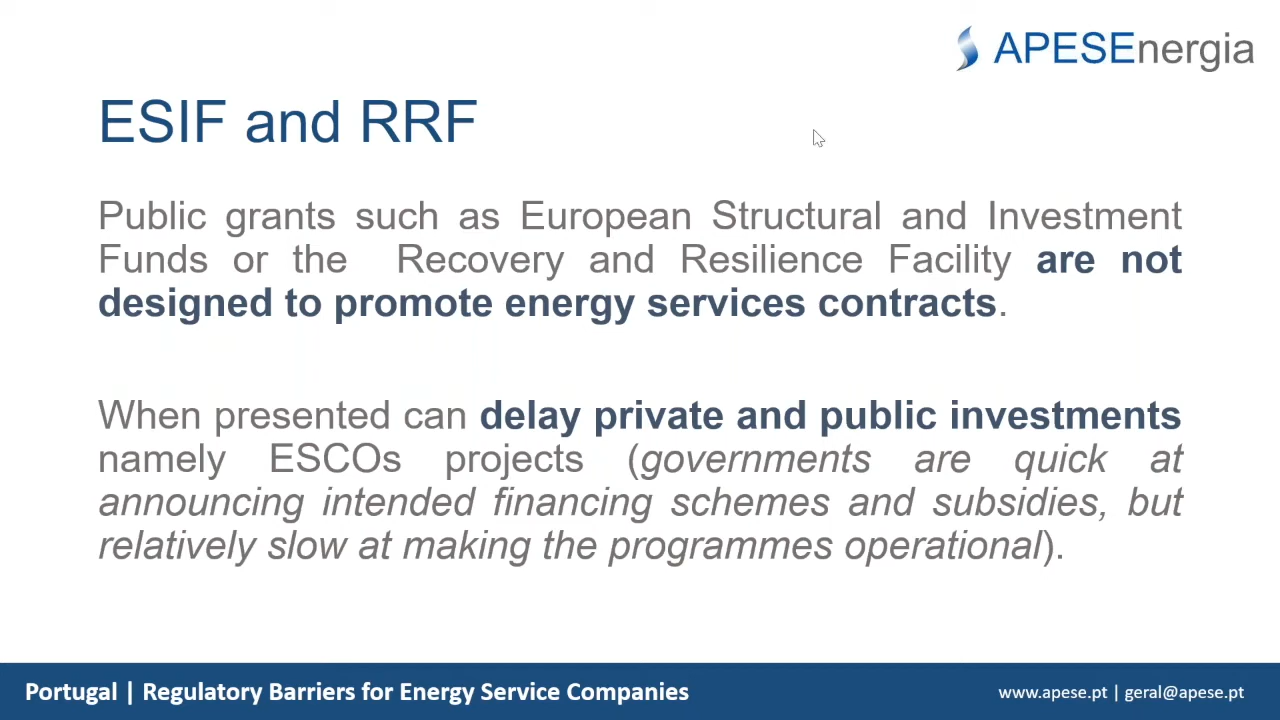 APESEnergia
ESIF and RRF
Public grants such as European Structural and Investment
Funds or the Recovery and Resilience Facility are not
designed to promote energy services contracts.
When presented can delay private and public investments
namely ESCOs projects (governments are quick at
announcing intended financing schemes and subsidies, but
relatively slow at making the programmes operational).
Portugal | Regulatory Barriers for Energy Service Companies
www.apese.pt | geral@apese.pt